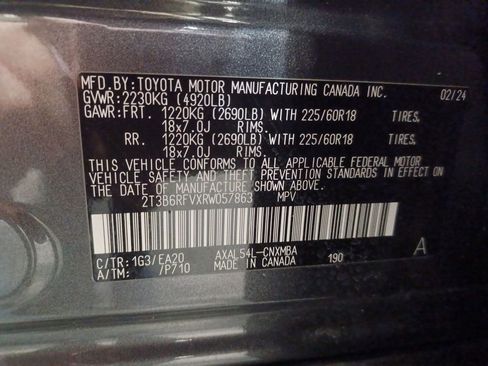 MFD.BY:TOYOTA MOTOR MANUFACTURING CANADA INC. 02/24
GVWR:2230KG (4920LB)
GAWR:FRT. 1220KG (2690LB) WITH 225/60R18 TIRES,
18x7.0J RIMS.
RR. 1220KG (2690LB) WITH 225/60R18 TIRES,
18x7.0J RIMS.
THIS VEHICLE CONFORMS TO ALL APPLICABLE FEDERAL MOTOR
VEHICLE SAFETY AND THEFT PREVENTION STANDARDS IN EFFECT ON
THE DATE OF MANUFACTURE SHOWN ABOVE.
2T3B6RFVXRW057863 MPV
C/TR:1G3/EA20 AXAL54L-CNXMBA
A/TM: 7P710 MADE IN CANADA 190 A